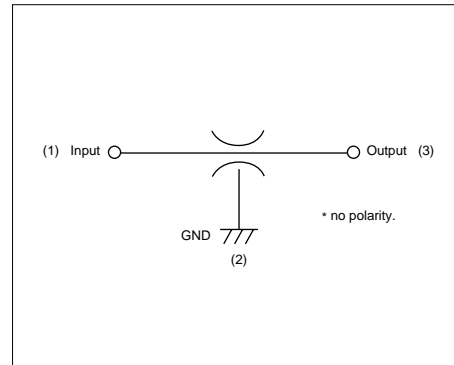 (1) Input Output (3)
* no polarity.
GND
(2)